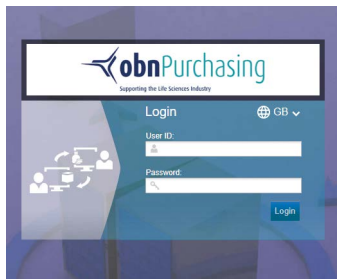 obnPurchasing
Supporting the Life Sciences Industry
Login
GB
User ID:
Password:
Login